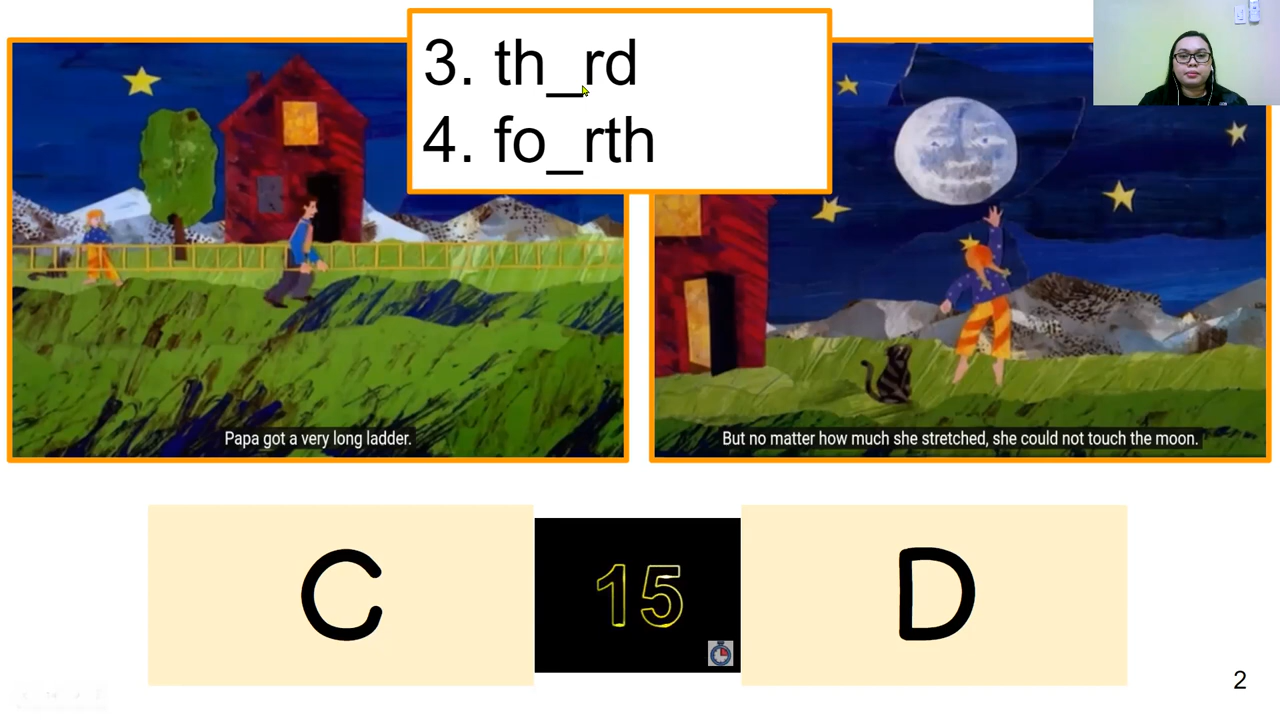 3. th_rd
4. fo_rth
Papa got a very long ladder.
But no matter how much she stretched, she could not touch the moon.
C
15
D
2